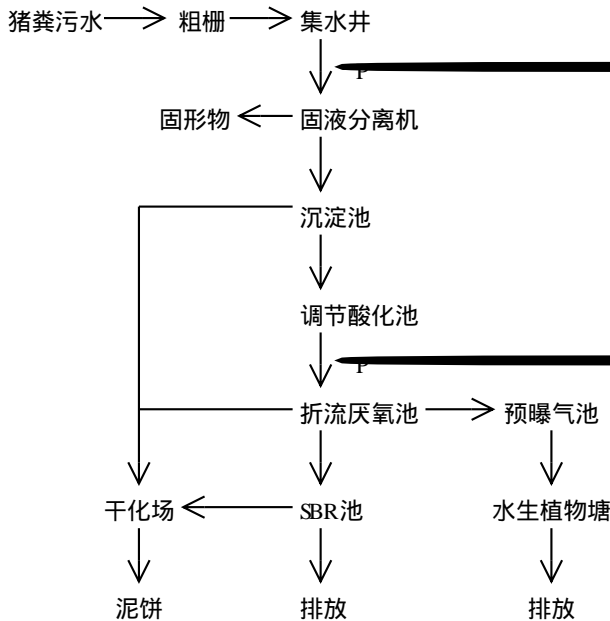 猪粪污水 粗栅 集水井
P
固形物 固液分离机
沉淀池
调节酸化池
P
折流厌氧池 预曝气池
干化场 SBR池 水生植物塘
泥饼 排放 排放